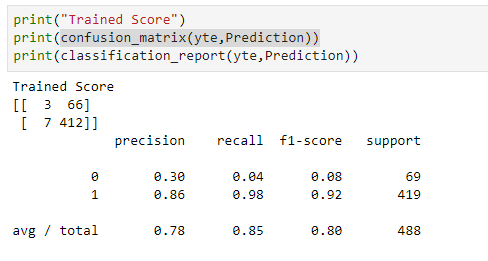 print("Trained Score")
print(confusion_matrix(yte,Prediction))
print(classification_report(yte,Prediction))
Trained Score
[[  3  66]
 [  7 412]]
             precision    recall  f1-score   support
          0       0.30      0.04      0.08        69
          1       0.86      0.98      0.92       419
avg / total       0.78      0.85      0.80       488